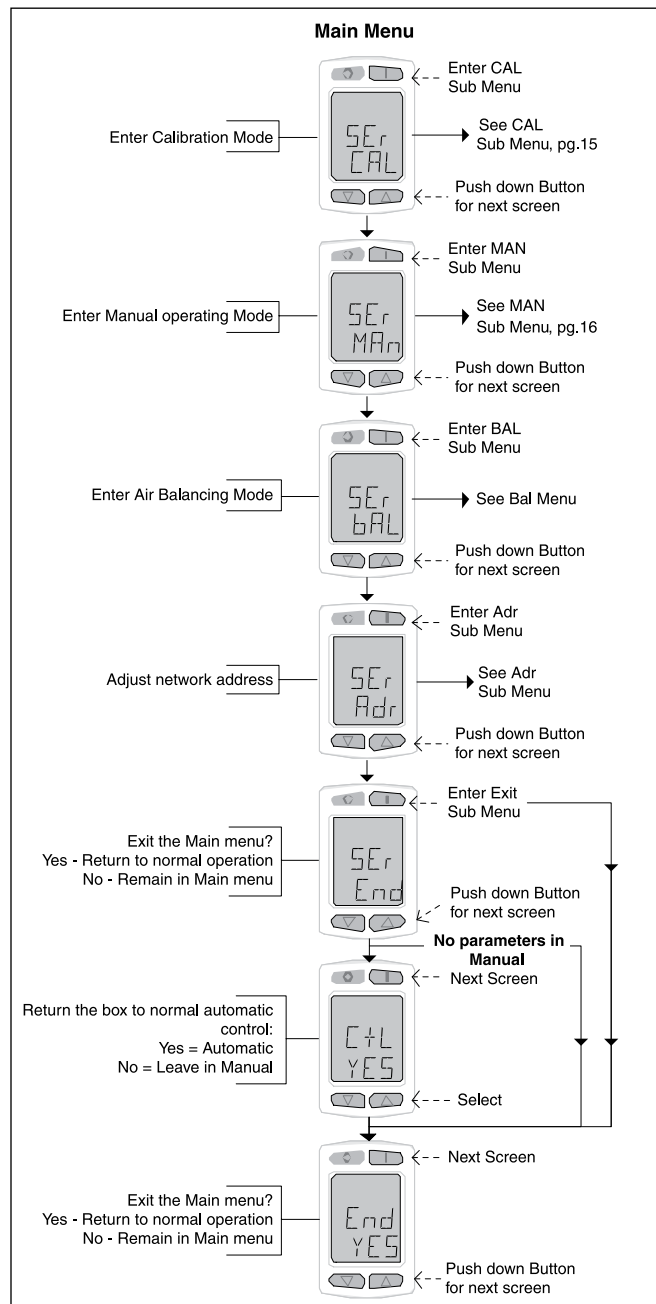 Main Menu
Enter CAL
Sub Menu
Enter Calibration Mode
SEr
CAL
See CAL
Sub Menu, pg.15
Push down Button
for next screen
Enter MAN
Sub Menu
Enter Manual operating Mode
SEr
MAn
See MAN
Sub Menu, pg.16
Push down Button
for next screen
Enter BAL
Sub Menu
Enter Air Balancing Mode
SEr
bAL
See Bal Menu
Push down Button
for next screen
Enter Adr
Sub Menu
Adjust network address
SEr
Adr
See Adr
Sub Menu
Push down Button
for next screen
Enter Exit
Sub Menu
Exit the Main menu?
Yes - Return to normal operation
No - Remain in Main menu
SEr
End
Push down Button
for next screen
No parameters in
Manual
Next Screen
Return the box to normal automatic
control:
Yes = Automatic
No = Leave in Manual
CtL
YES
Select
Next Screen
Exit the Main menu?
Yes - Return to normal operation
No - Remain in Main menu
End
YES
Push down Button
for next screen